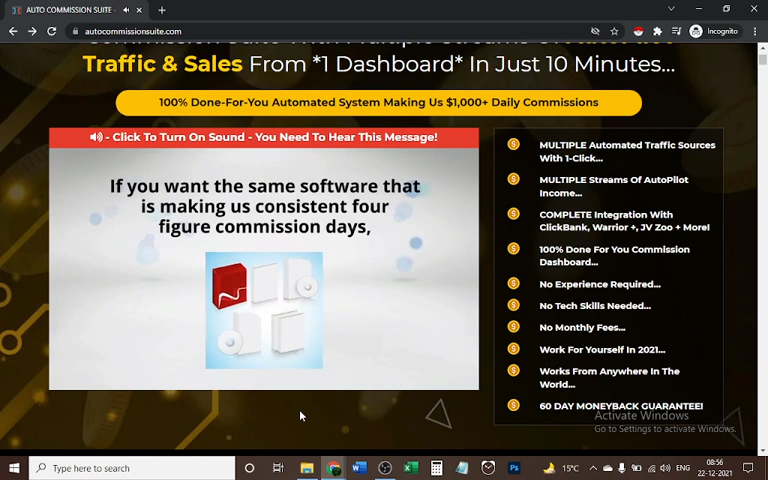 AUTO COMMISSION SUITE -
autocommissionsuite.com
Incognito
Traffic & Sales From *1 Dashboard* In Just 10 Minutes...
100% Done-For-You Automated System Making Us $1,000+ Daily Commissions
- Click To Turn On Sound - You Need To Hear This Message!
If you want the same software that
is making us consistent four
figure commission days,
MULTIPLE Automated Traffic Sources
With 1-Click...
MULTIPLE Streams Of AutoPilot
Income...
COMPLETE Integration With
ClickBank, Warrior +, JV Zoo + More!
100% Done For You Commission
Dashboard...
No Experience Required...
No Tech Skills Needed...
No Monthly Fees...
Work For Yourself In 2021...
Works From Anywhere In The
World...
60 DAY MONEYBACK GUARANTEE!
Activate Windows
Go to Settings to activate Windows.
Type here to search
15°C
ENG
08:56
22-12-2021